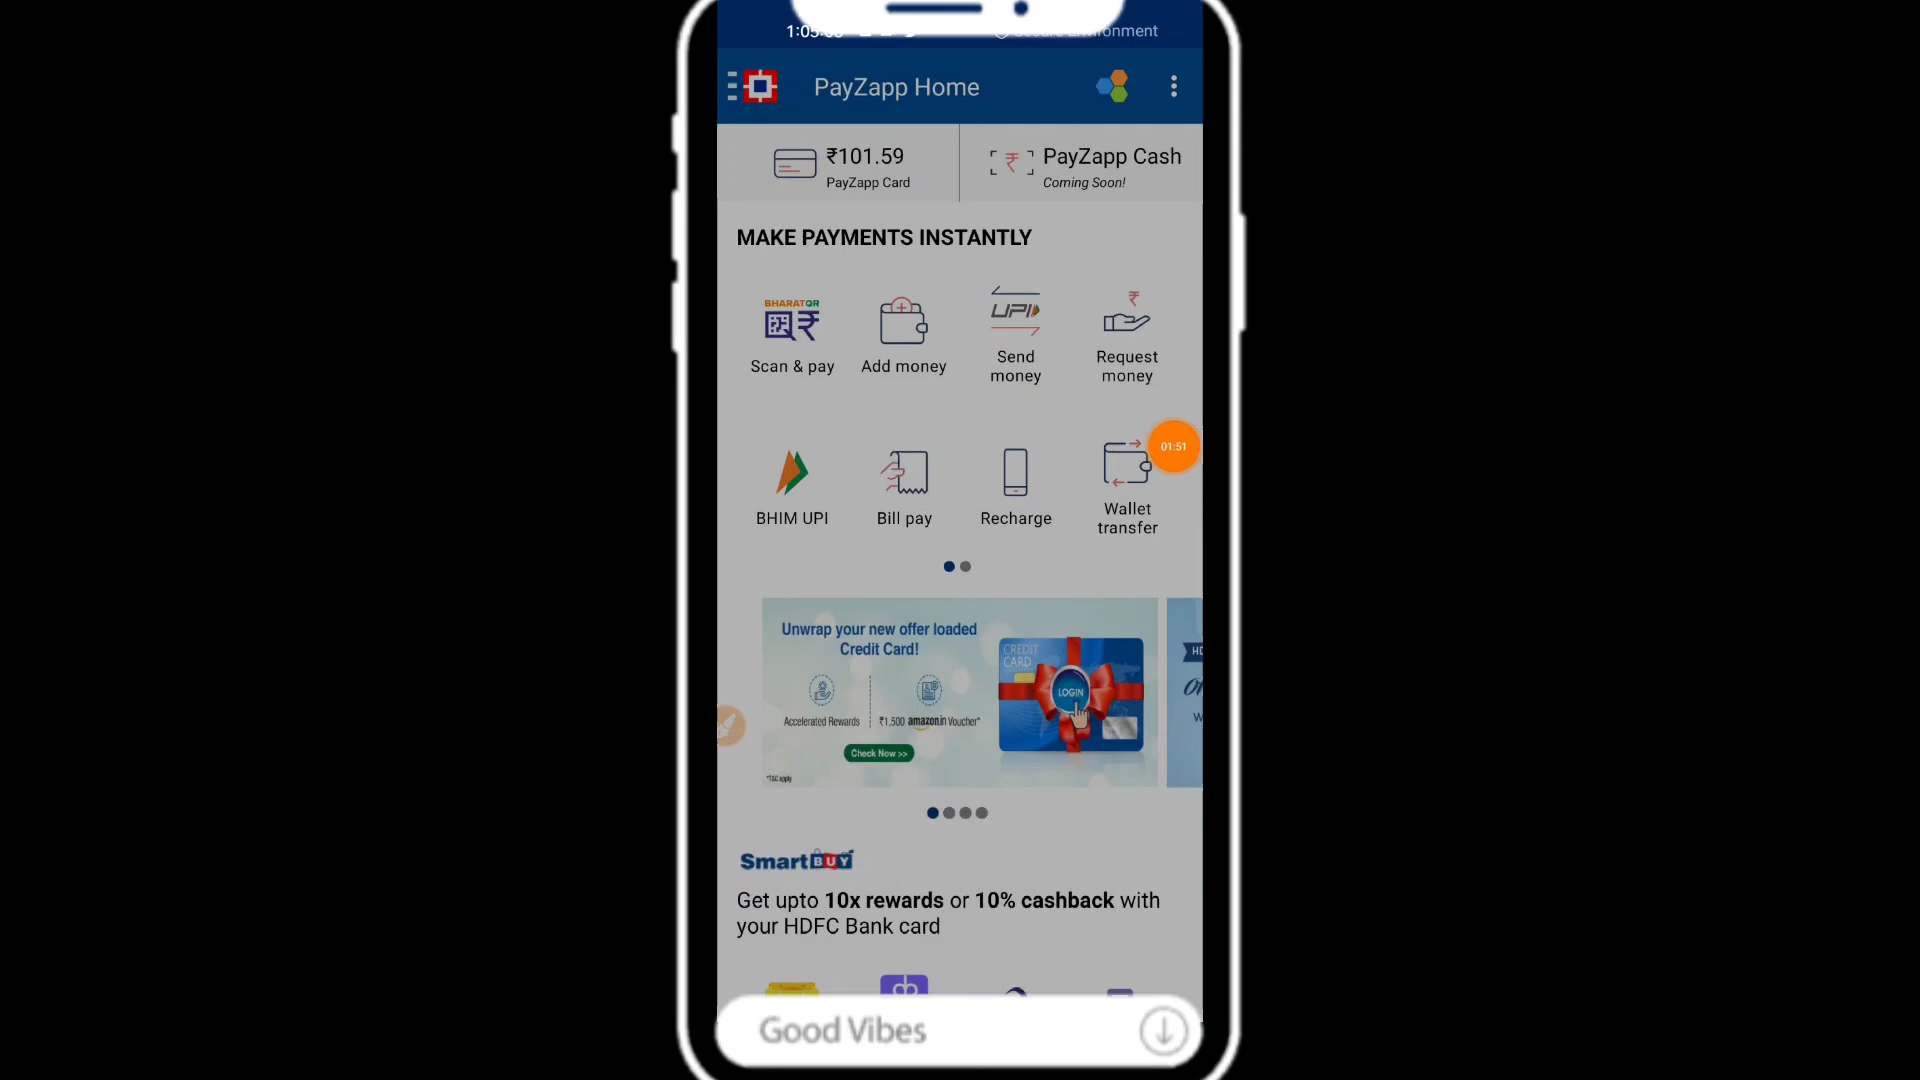 PayZapp Home
₹101.59
PayZapp Card
PayZapp Cash
Coming Soon!
MAKE PAYMENTS INSTANTLY
BHARATQR
Scan & pay
Add money
UPI
Send
money
Request
money
BHIM UPI
Bill pay
Recharge
Wallet
transfer
01:51
Unwrap your new offer loaded
Credit Card!
Accelerated Rewards
₹1,500 amazon.in Voucher*
Check Now >>
*T&C apply
CREDIT
CARD
LOGIN
SmartBUY
Get upto 10x rewards or 10% cashback with
your HDFC Bank card
Good Vibes